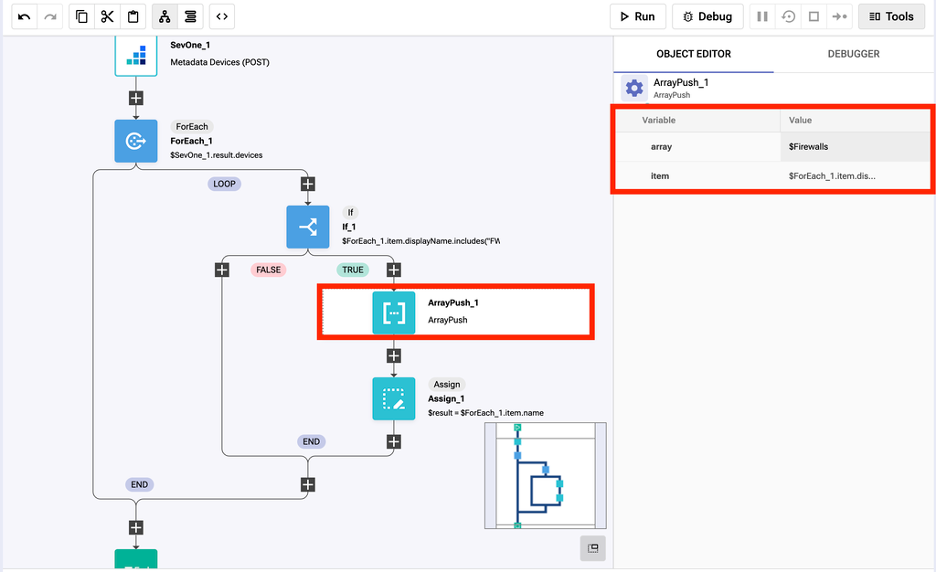 Run
Debug
Tools
SevOne_1
Metadata Devices (POST)
ForEach
ForEach_1
$SevOne_1.result.devices
LOOP
If
If_1
$ForEach_1.item.displayName.includes("FW
FALSE
TRUE
ArrayPush_1
ArrayPush
Assign
Assign_1
$result = $ForEach_1.item.name
END
END
OBJECT EDITOR
DEBUGGER
ArrayPush_1
ArrayPush
Variable
Value
array
$Firewalls
item
$ForEach_1.item.dis...